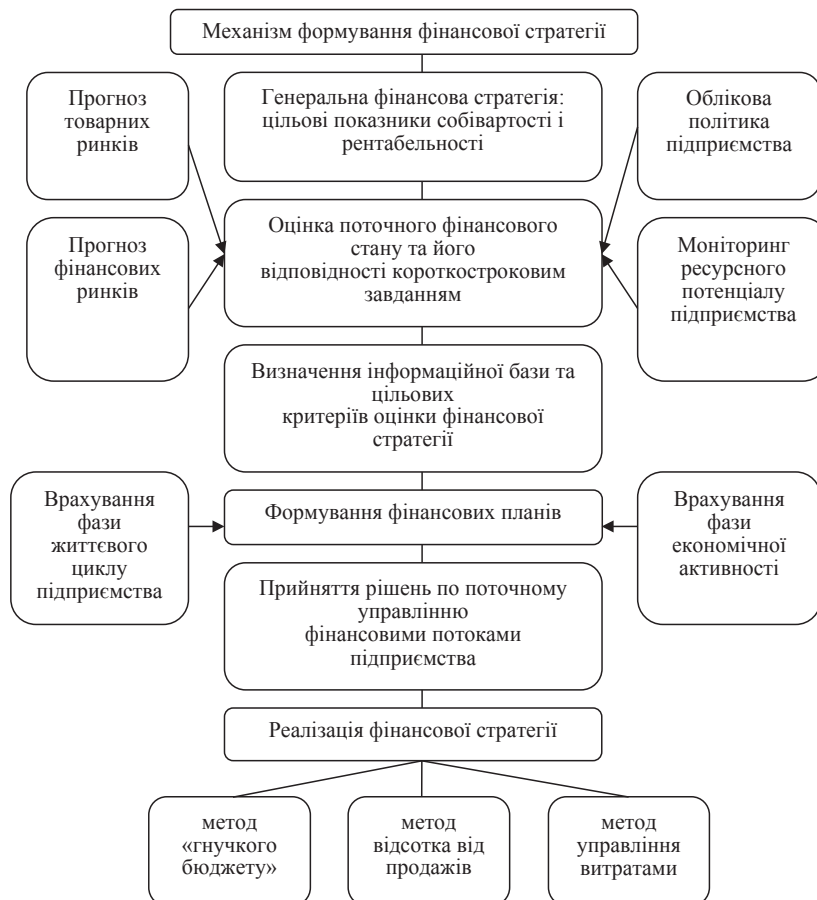 Механізм формування фінансової стратегії
Прогноз
товарних
ринків
Генеральна фінансова стратегія:
цільові показники собівартості і
рентабельності
Облікова
політика
підприємства
Прогноз
фінансових
ринків
Оцінка поточного фінансового
стану та його
відповідності короткостроковим
завданням
Моніторинг
ресурсного
потенціалу
підприємства
Визначення інформаційної бази та
цільових
критеріїв оцінки фінансової
стратегії
Врахування
фази
життєвого
циклу
підприємства
Формування фінансових планів
Врахування
фази
економічної
активності
Прийняття рішень по поточному
управлінню
фінансовими потоками
підприємства
Реалізація фінансової стратегії
метод
«гнучкого
бюджету»
метод
відсотка від
продажів
метод
управління
витратами